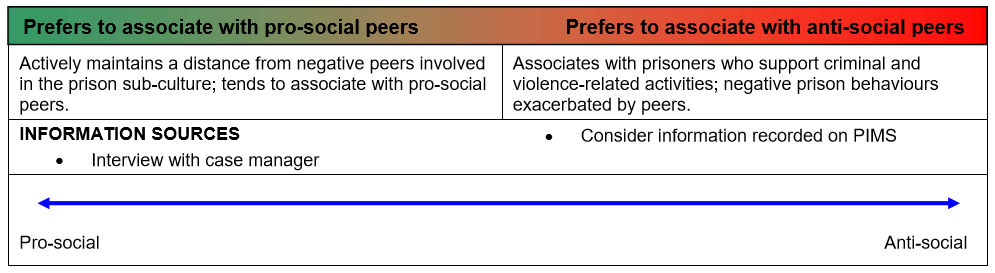 Prefers to associate with pro-social peers
Prefers to associate with anti-social peers
Actively maintains a distance from negative peers involved
in the prison sub-culture; tends to associate with pro-social
peers.
Associates with prisoners who support criminal and
violence-related activities; negative prison behaviours
exacerbated by peers.
INFORMATION SOURCES
• Interview with case manager
• Consider information recorded on PIMS
Pro-social
Anti-social